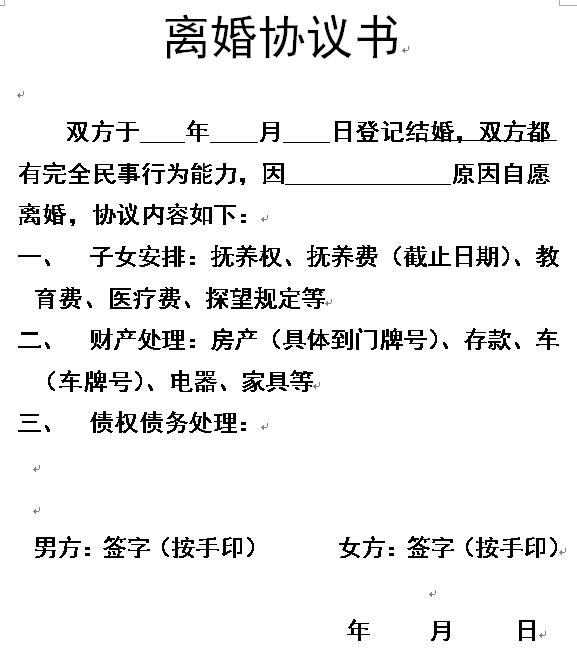 离婚协议书
双方于____年____月____日登记结婚，双方都
有完全民事行为能力，因______________原因自愿
离婚，协议内容如下：
一、 子女安排：抚养权、抚养费（截止日期）、教
育费、医疗费、探望规定等
二、 财产处理：房产（具体到门牌号）、存款、车
（车牌号）、电器、家具等
三、 债权债务处理：
男方：签字（按手印） 女方：签字（按手印）
年 月 日